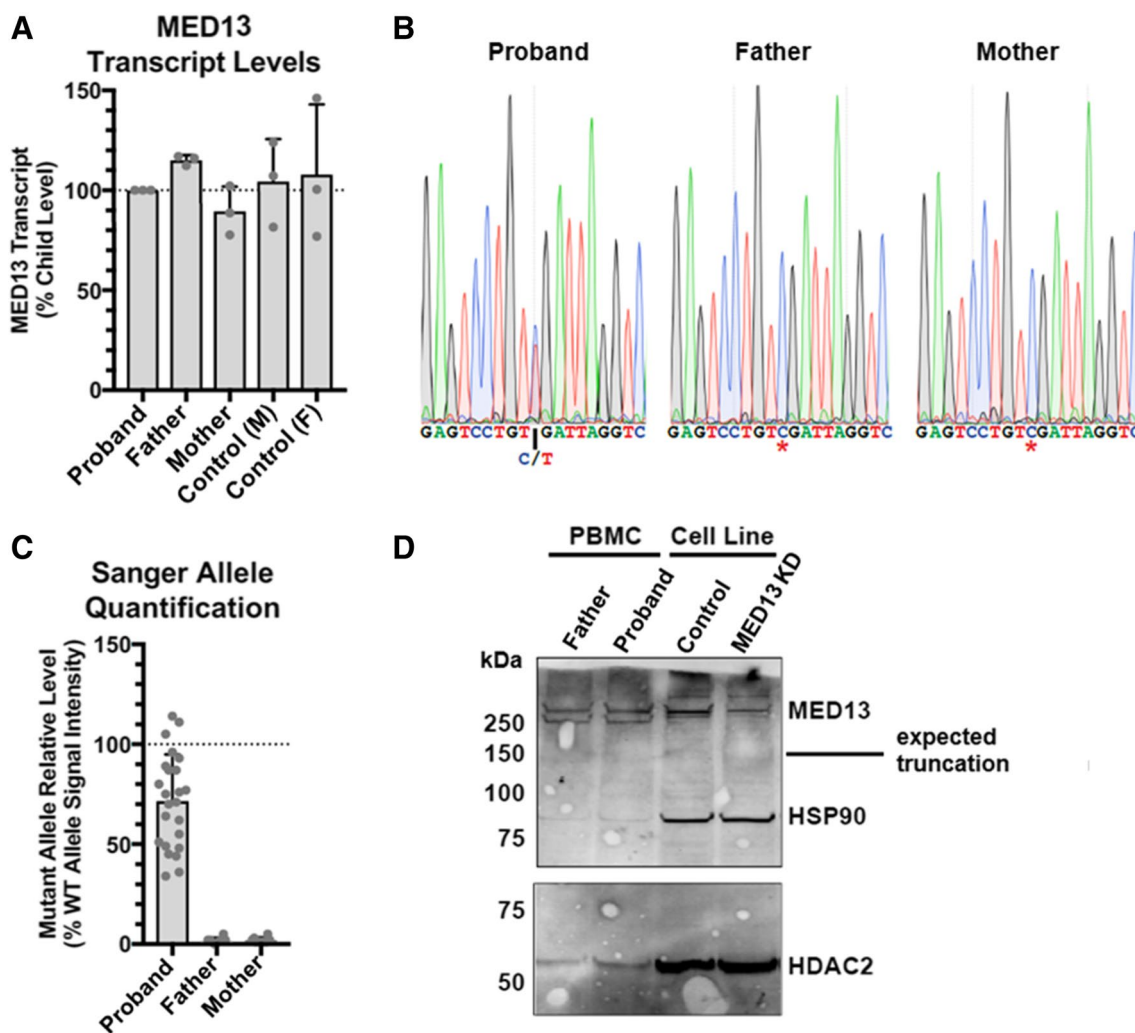 A
MED13
Transcript Levels
MED13 Transcript
(% Child Level)
150
100
50
0
Proband
Father
Mother
Control (M)
Control (F)
B
Proband
Father
Mother
GAGTCCTGT GATTAGGTC
C/T
GAGTCCTGTCGATTAGGTC
*
GAGTCCTGTCGATTAGGTC
*
C
Sanger Allele
Quantification
Mutant Allele Relative Level
(% WT Allele Signal Intensity)
150
100
50
0
Proband
Father
Mother
D
PBMC
Cell Line
Father
Proband
Control
MED13 KD
kDa
250
150
100
75
MED13
expected
truncation
HSP90
75
50
HDAC2